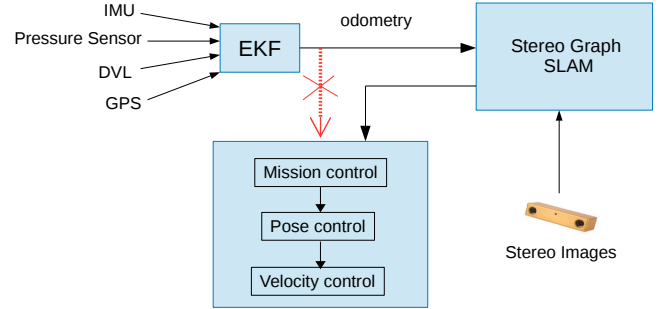 IMU
Pressure Sensor
DVL
GPS
EKF
odometry
Stereo Graph
SLAM
Mission control
Pose control
Velocity control
Stereo Images